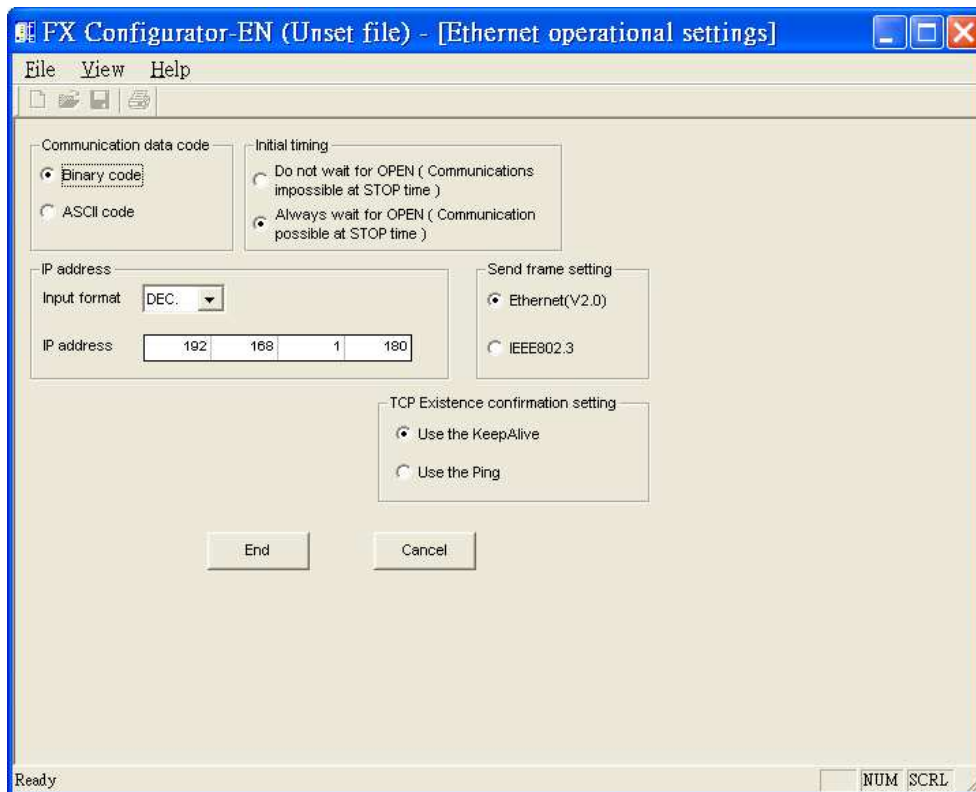 FX Configurator-EN (Unset file) - [Ethernet operational settings]
File View Help
Communication data code
Binary code
ASCII code
Initial timing
Do not wait for OPEN ( Communications
impossible at STOP time )
Always wait for OPEN ( Communication
possible at STOP time )
IP address
Input format DEC.
IP address 192 168 1 180
Send frame setting
Ethernet(V2.0)
IEEE802.3
TCP Existence confirmation setting
Use the KeepAlive
Use the Ping
End Cancel
Ready NUM SCRL